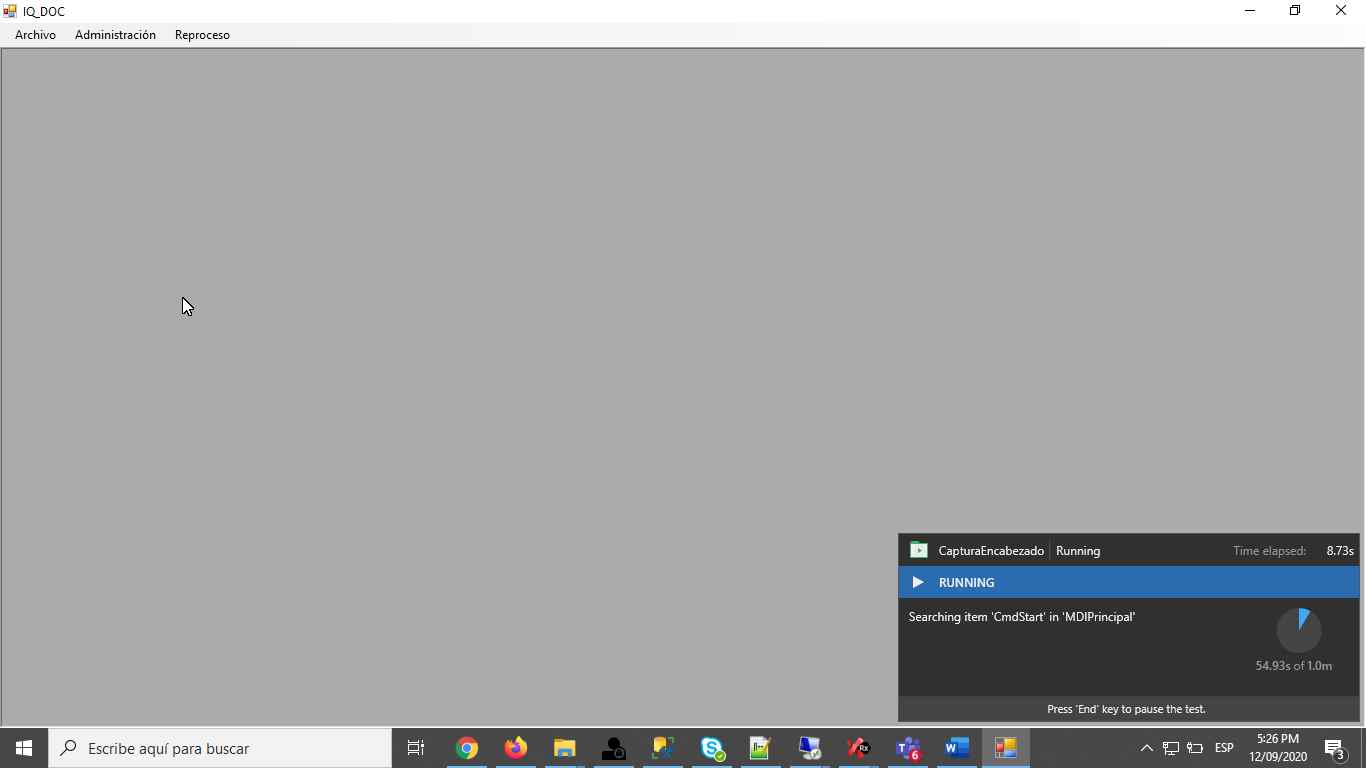 IQ_DOC
Archivo Administración Reproceso
CapturaEncabezado Running Time elapsed: 8.73s
RUNNING
Searching item 'CmdStart' in 'MDIPrincipal'
54.93s of 1.0m
Press 'End' key to pause the test.
Escribe aquí para buscar
Rx
6
W
ESP
5:26 PM
12/09/2020
3